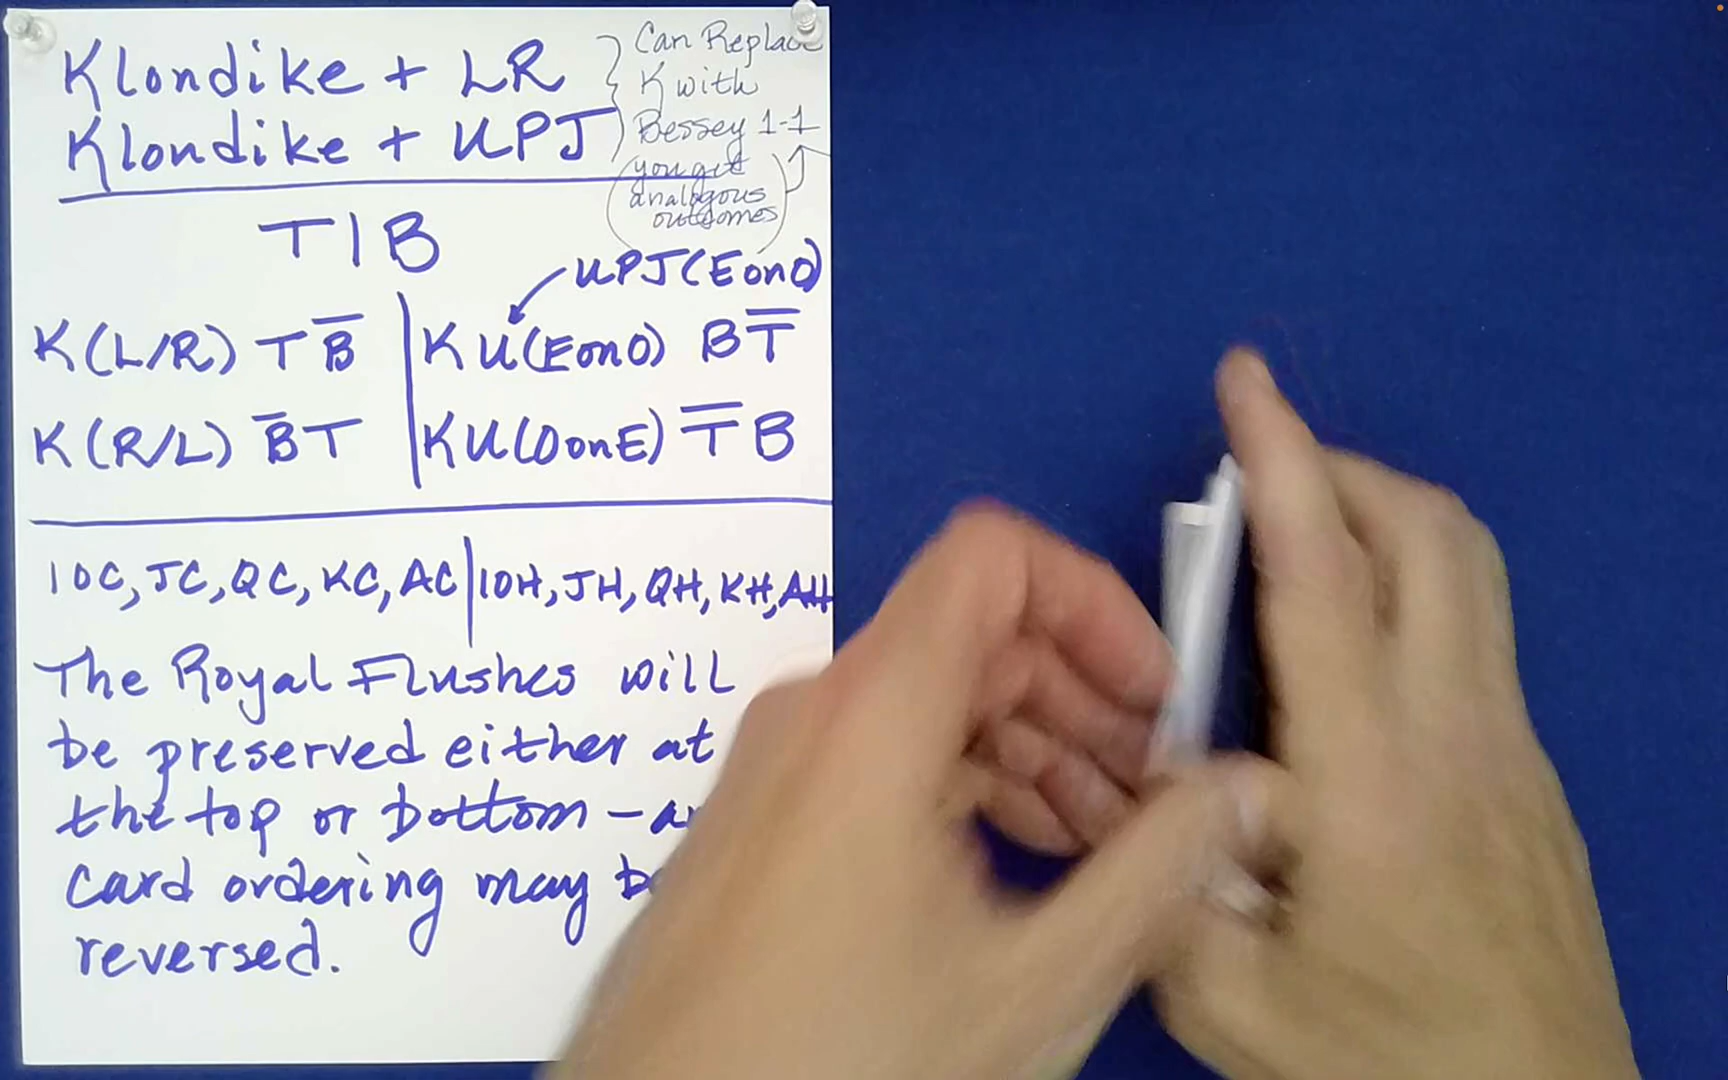 Klondike + LR
Klondike + UPJ
Can Replace
K with
Bessey 1-1
(you get
analogous
outcomes)
T | B
UPJ(EonO)
K(L/R) T B̅ | KU(EonO) B T̅
K(R/L) B̅ T | KU(OonE) T̅ B
10C, JC, QC, KC, AC | 10H, JH, QH, KH, AH
The Royal Flushes will
be preserved either at
the top or bottom –
card ordering may
reversed.